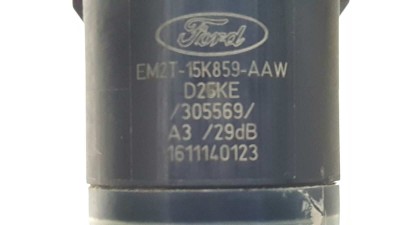 Ford
EM2T-15K859-AAW
D25KE
/305569/
A3 /29dB
1611140123